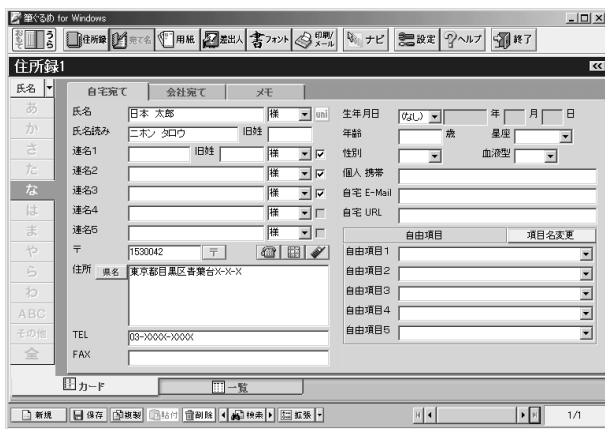 筆ぐるめ for Windows
おもて うら 住所録 宛て名 用紙 差出人 書フォント 印刷/メール ナビ 設定 ヘルプ 終了
住所録1
氏名 自宅宛て 会社宛て メモ
あ
か
さ
た
な
は
ま
や
ら
わ
ABC
その他
全
氏名 日本 太郎 様 uni
氏名読み ニホン タロウ 旧姓
連名1 旧姓 様
連名2 様
連名3 様
連名4 様
連名5 様
〒 1530042 〒
住所 県名 東京都目黒区青葉台X-X-X
TEL 03-XXXX-XXXX
FAX
生年月日 (なし) 年 月 日
年齢 歳 星座
性別 血液型
個人 携帯
自宅 E-Mail
自宅 URL
自由項目 項目名変更
自由項目1
自由項目2
自由項目3
自由項目4
自由項目5
カード 一覧
新規 保存 複製 貼付 削除 検索 拡張 1/1